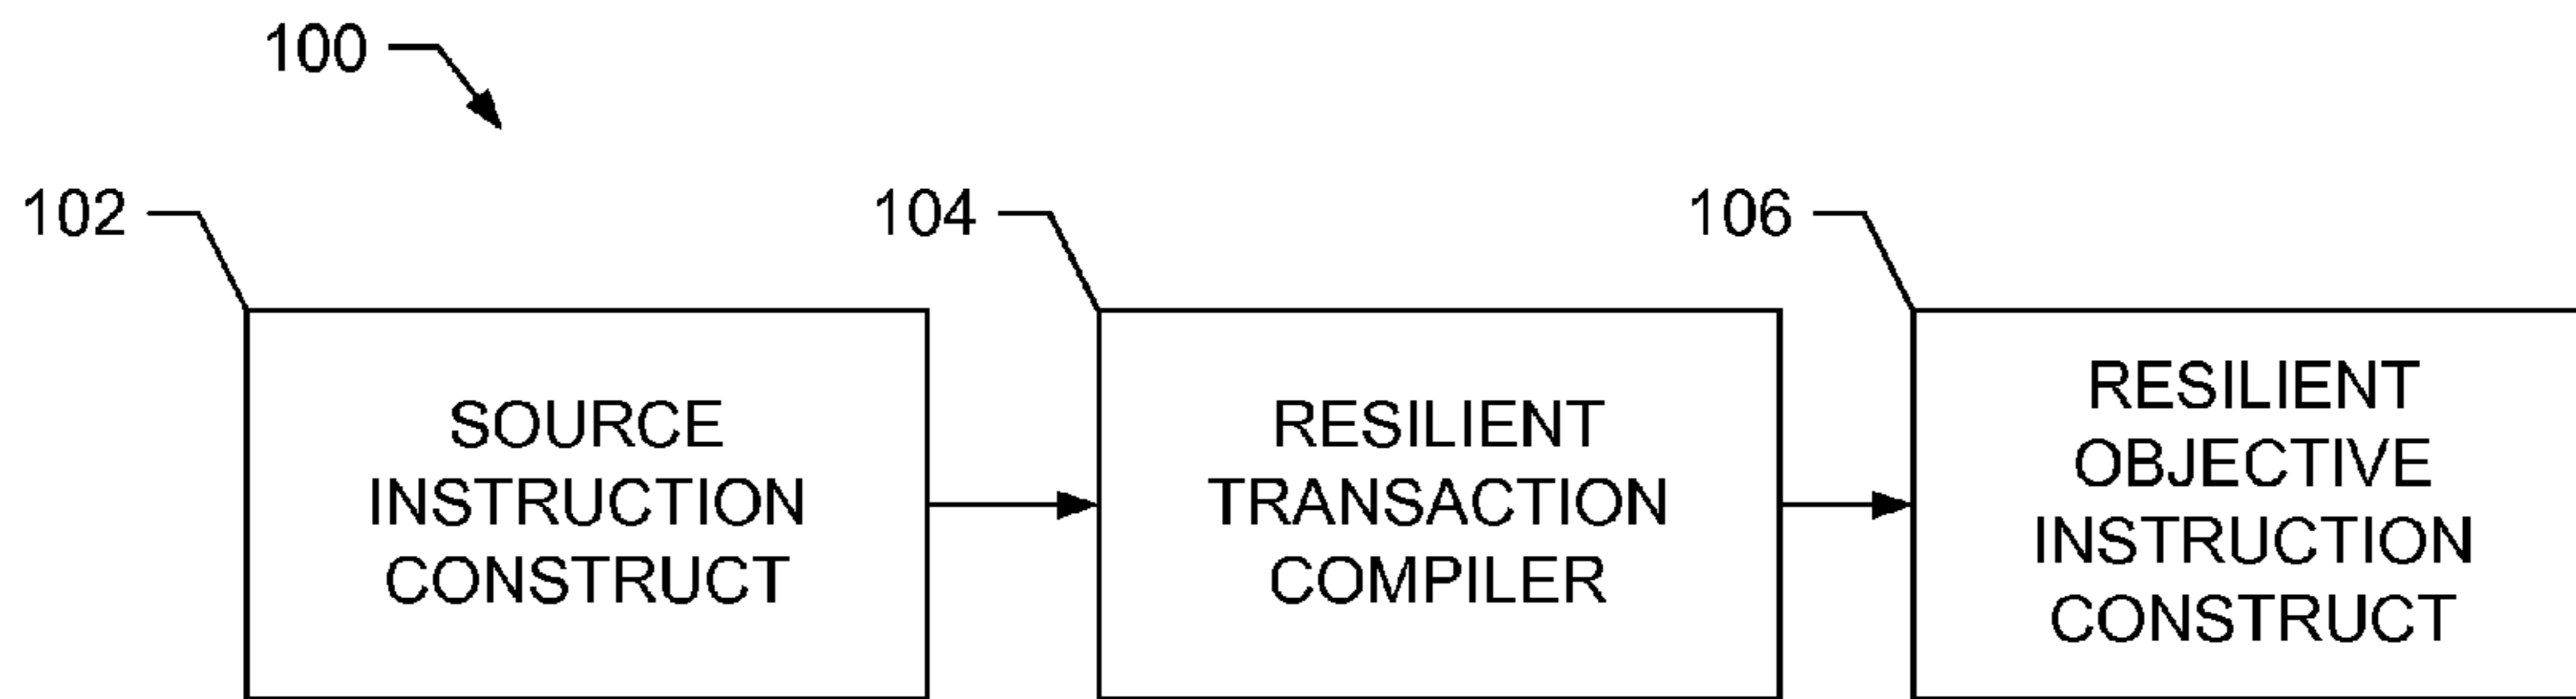 100
102
104
106
SOURCE
INSTRUCTION
CONSTRUCT
RESILIENT
TRANSACTION
COMPILER
RESILIENT
OBJECTIVE
INSTRUCTION
CONSTRUCT